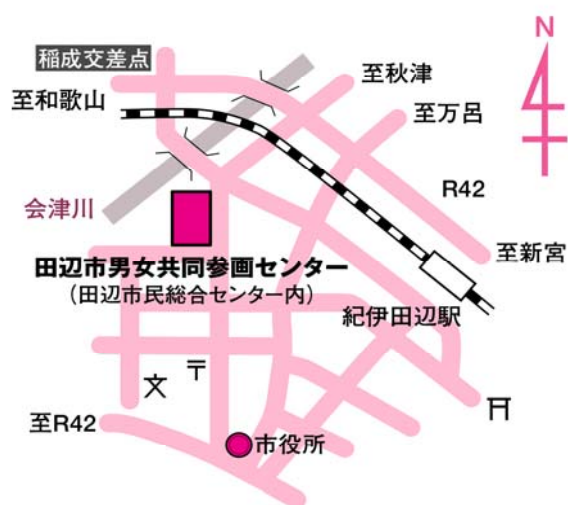 N
稲成交差点
至秋津
至和歌山
至万呂
R42
会津川
至新宮
田辺市男女共同参画センター
（田辺市民総合センター内）
紀伊田辺駅
〒
文
至R42
市役所